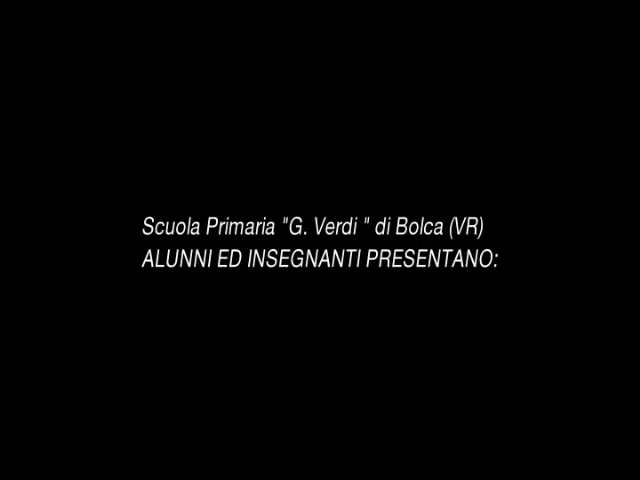 Scuola Primaria "G. Verdi " di Bolca (VR)
ALUNNI ED INSEGNANTI PRESENTANO: